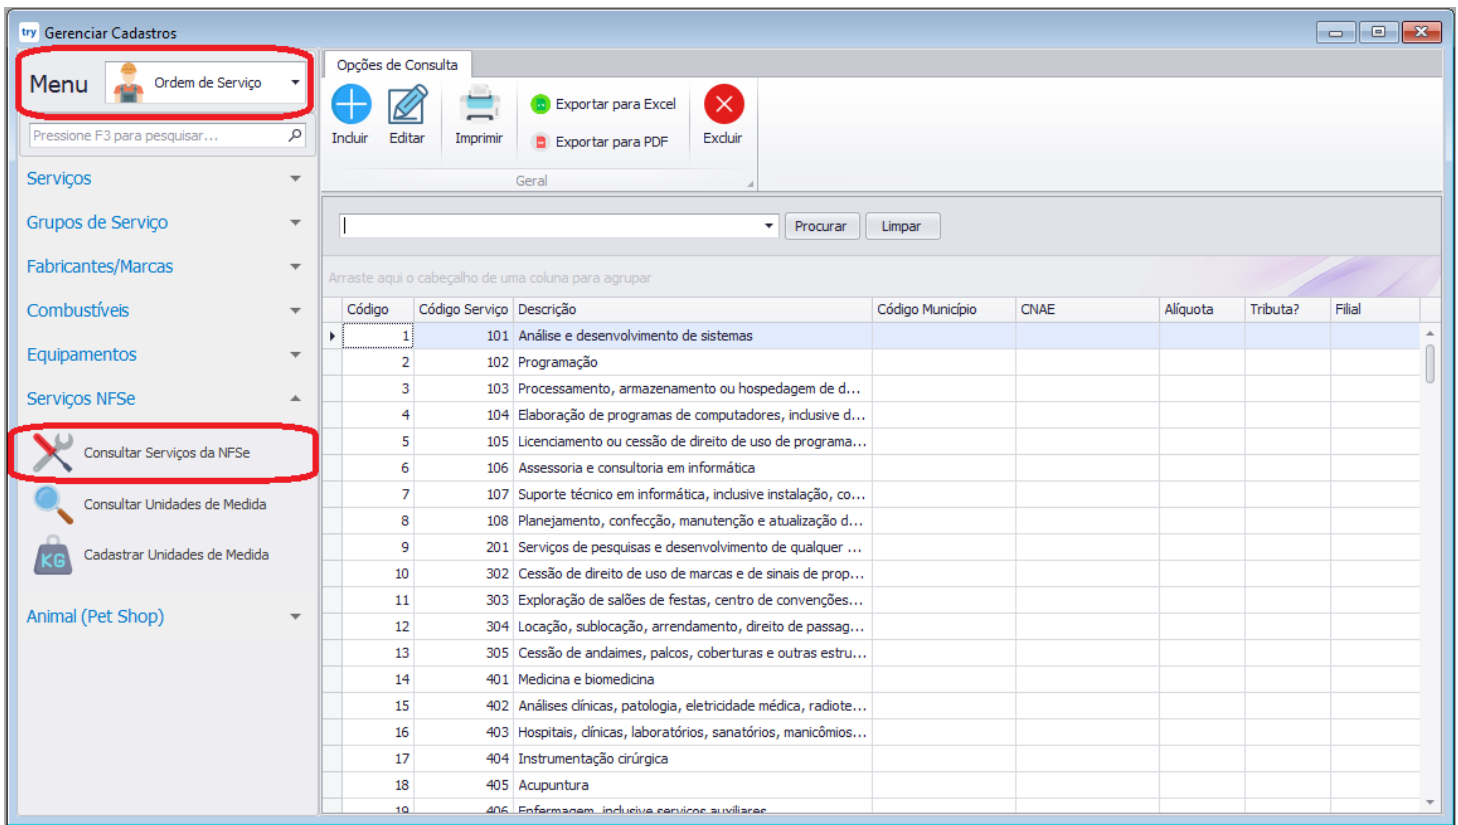 try Gerenciar Cadastros
Menu Ordem de Serviço
Pressione F3 para pesquisar...
Serviços
Grupos de Serviço
Fabricantes/Marcas
Combustíveis
Equipamentos
Serviços NFSe
Consultar Serviços da NFSe
Consultar Unidades de Medida
KG Cadastrar Unidades de Medida
Animal (Pet Shop)
Opções de Consulta
Incluir Editar Imprimir Exportar para Excel Exportar para PDF Excluir
Geral
Procurar Limpar
Arraste aqui o cabeçalho de uma coluna para agrupar
Código Código Serviço Descrição Código Município CNAE Alíquota Tributa? Filial
1 101 Análise e desenvolvimento de sistemas
2 102 Programação
3 103 Processamento, armazenamento ou hospedagem de d...
4 104 Elaboração de programas de computadores, inclusive d...
5 105 Licenciamento ou cessão de direito de uso de programa...
6 106 Assessoria e consultoria em informática
7 107 Suporte técnico em informática, inclusive instalação, co...
8 108 Planejamento, confecção, manutenção e atualização d...
9 201 Serviços de pesquisas e desenvolvimento de qualquer ...
10 302 Cessão de direito de uso de marcas e de sinais de prop...
11 303 Exploração de salões de festas, centro de convenções...
12 304 Locação, sublocação, arrendamento, direito de passag...
13 305 Cessão de andaimes, palcos, coberturas e outras estru...
14 401 Medicina e biomedicina
15 402 Análises clínicas, patologia, eletricidade médica, radiote...
16 403 Hospitais, clínicas, laboratórios, sanatórios, manicômios...
17 404 Instrumentação cirúrgica
18 405 Acupuntura
19 406 Enfermagem, inclusive serviços auxiliares